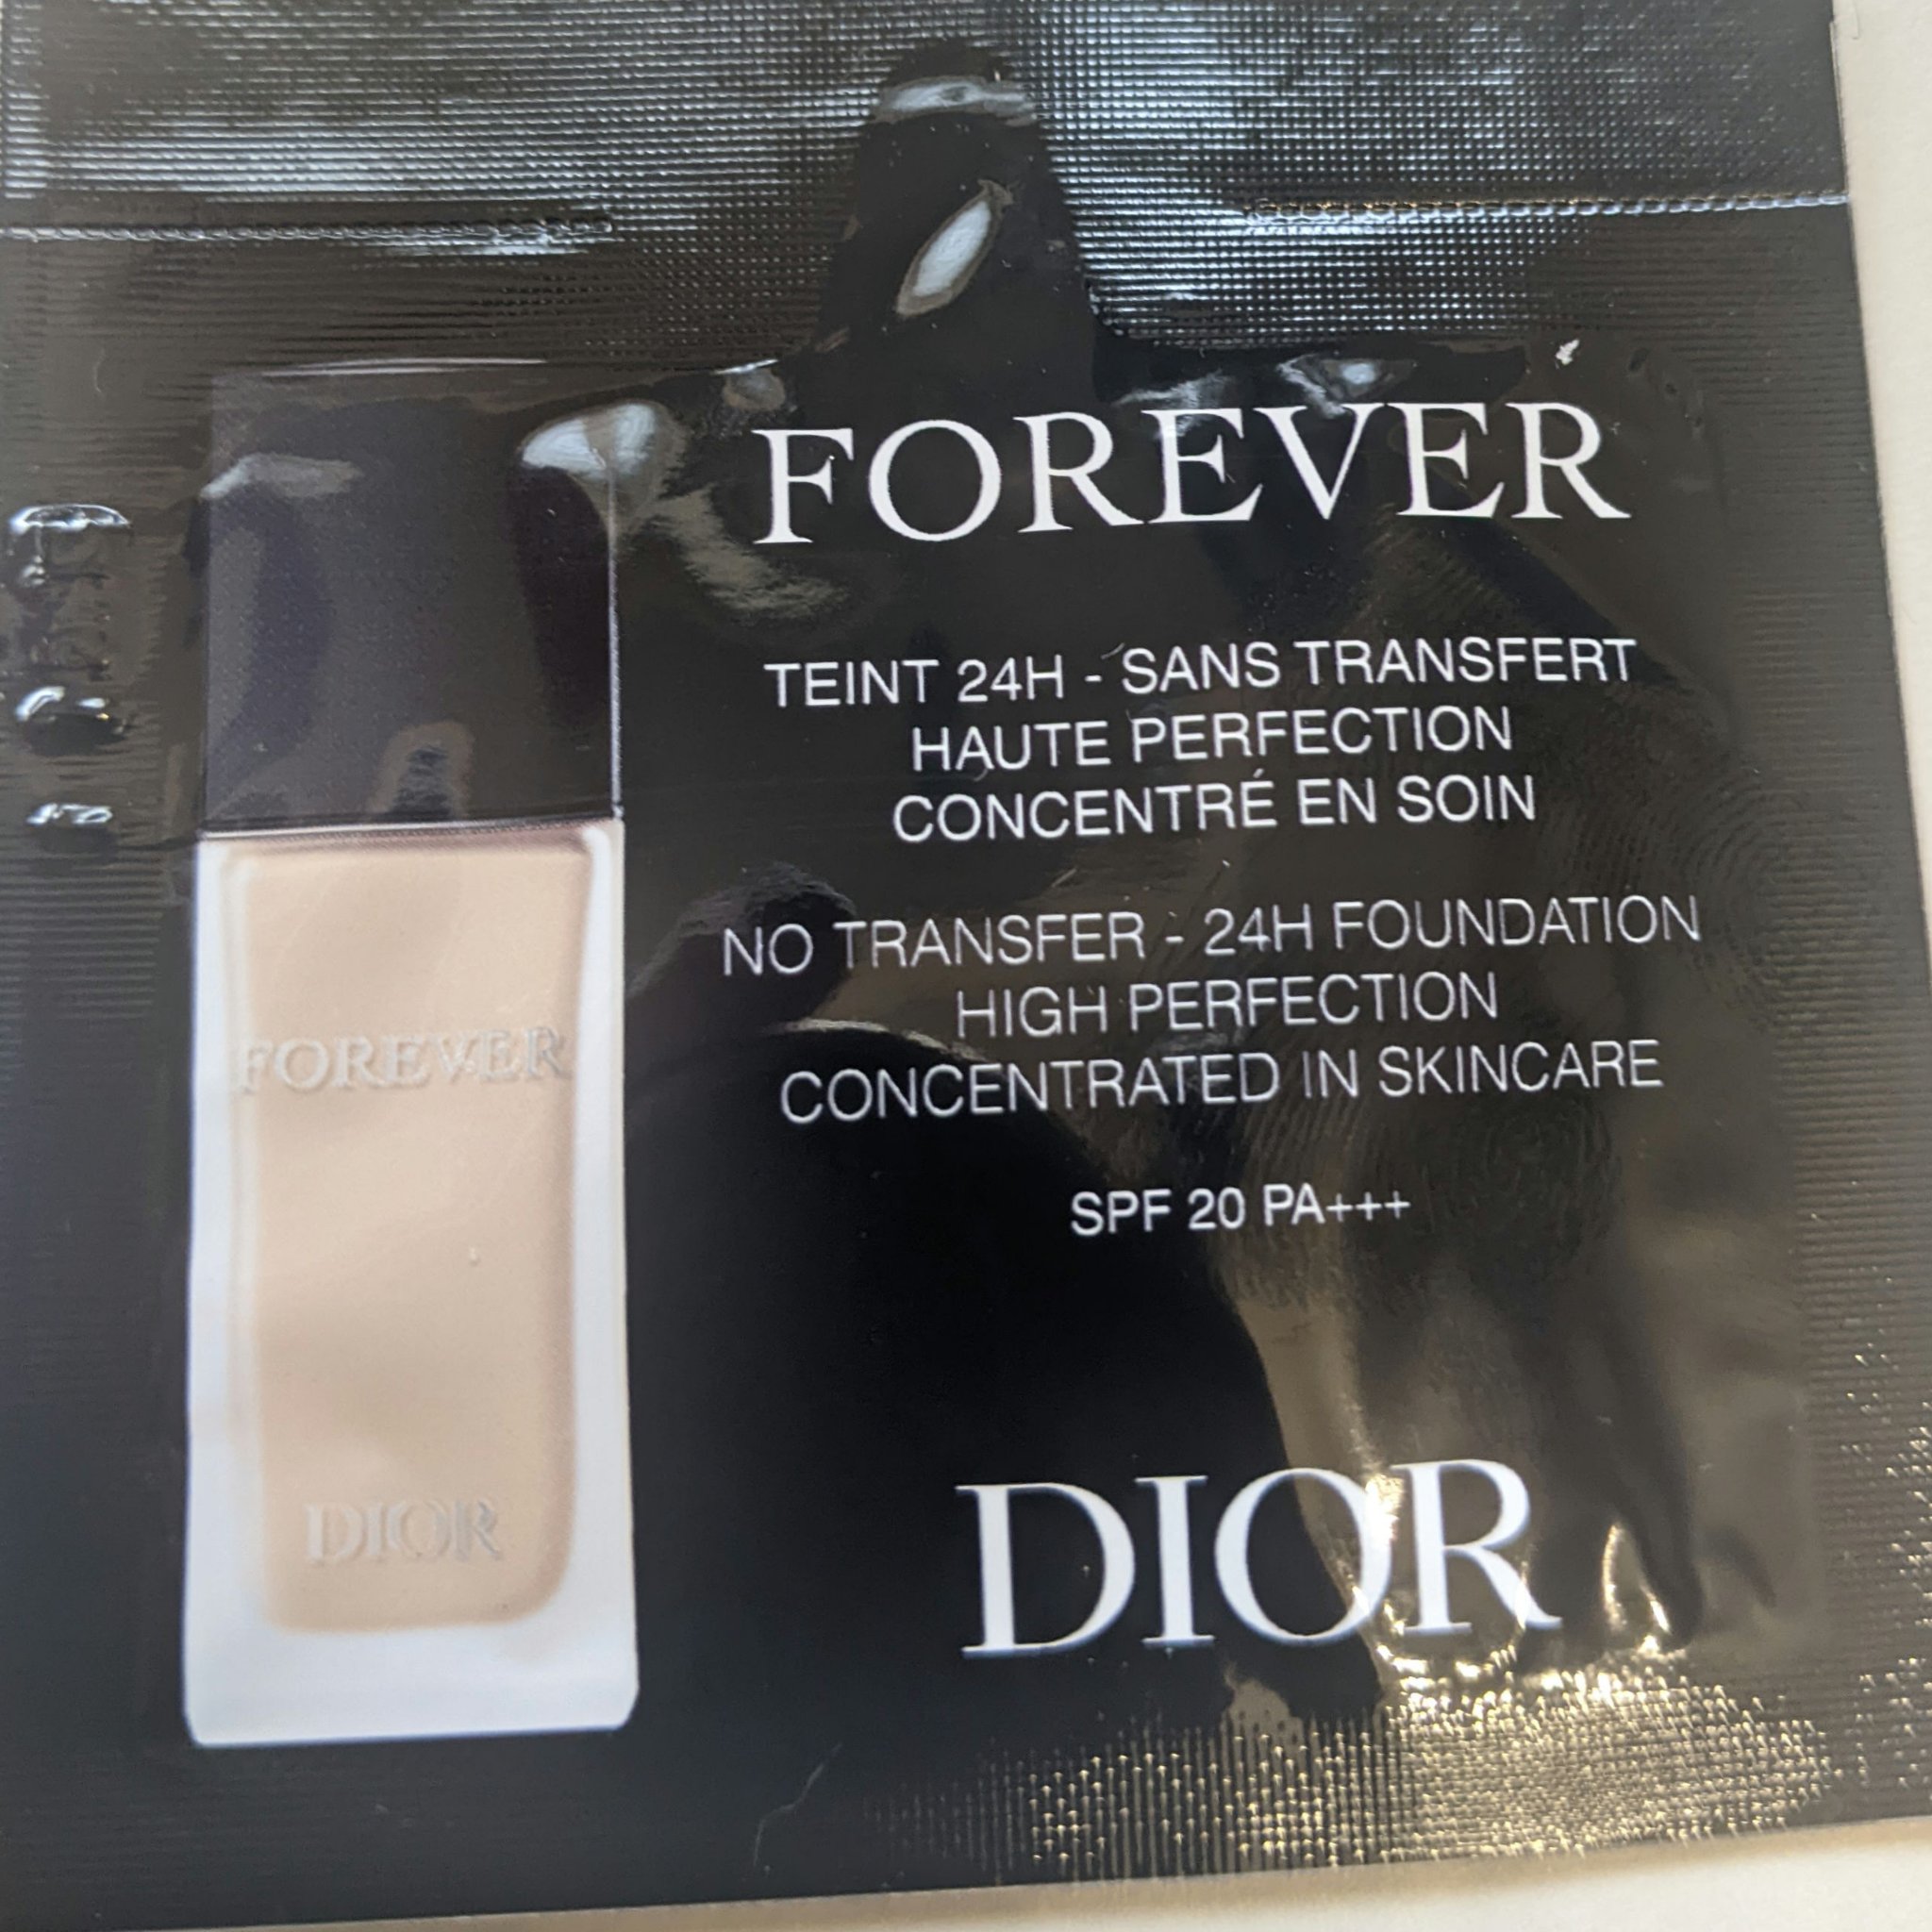 FOREVER
TEINT 24H - SANS TRANSFERT
HAUTE PERFECTION
CONCENTRÉ EN SOIN
NO TRANSFER - 24H FOUNDATION
HIGH PERFECTION
CONCENTRATED IN SKINCARE
SPF 20 PA+++
DIOR
FOREVER
DIOR